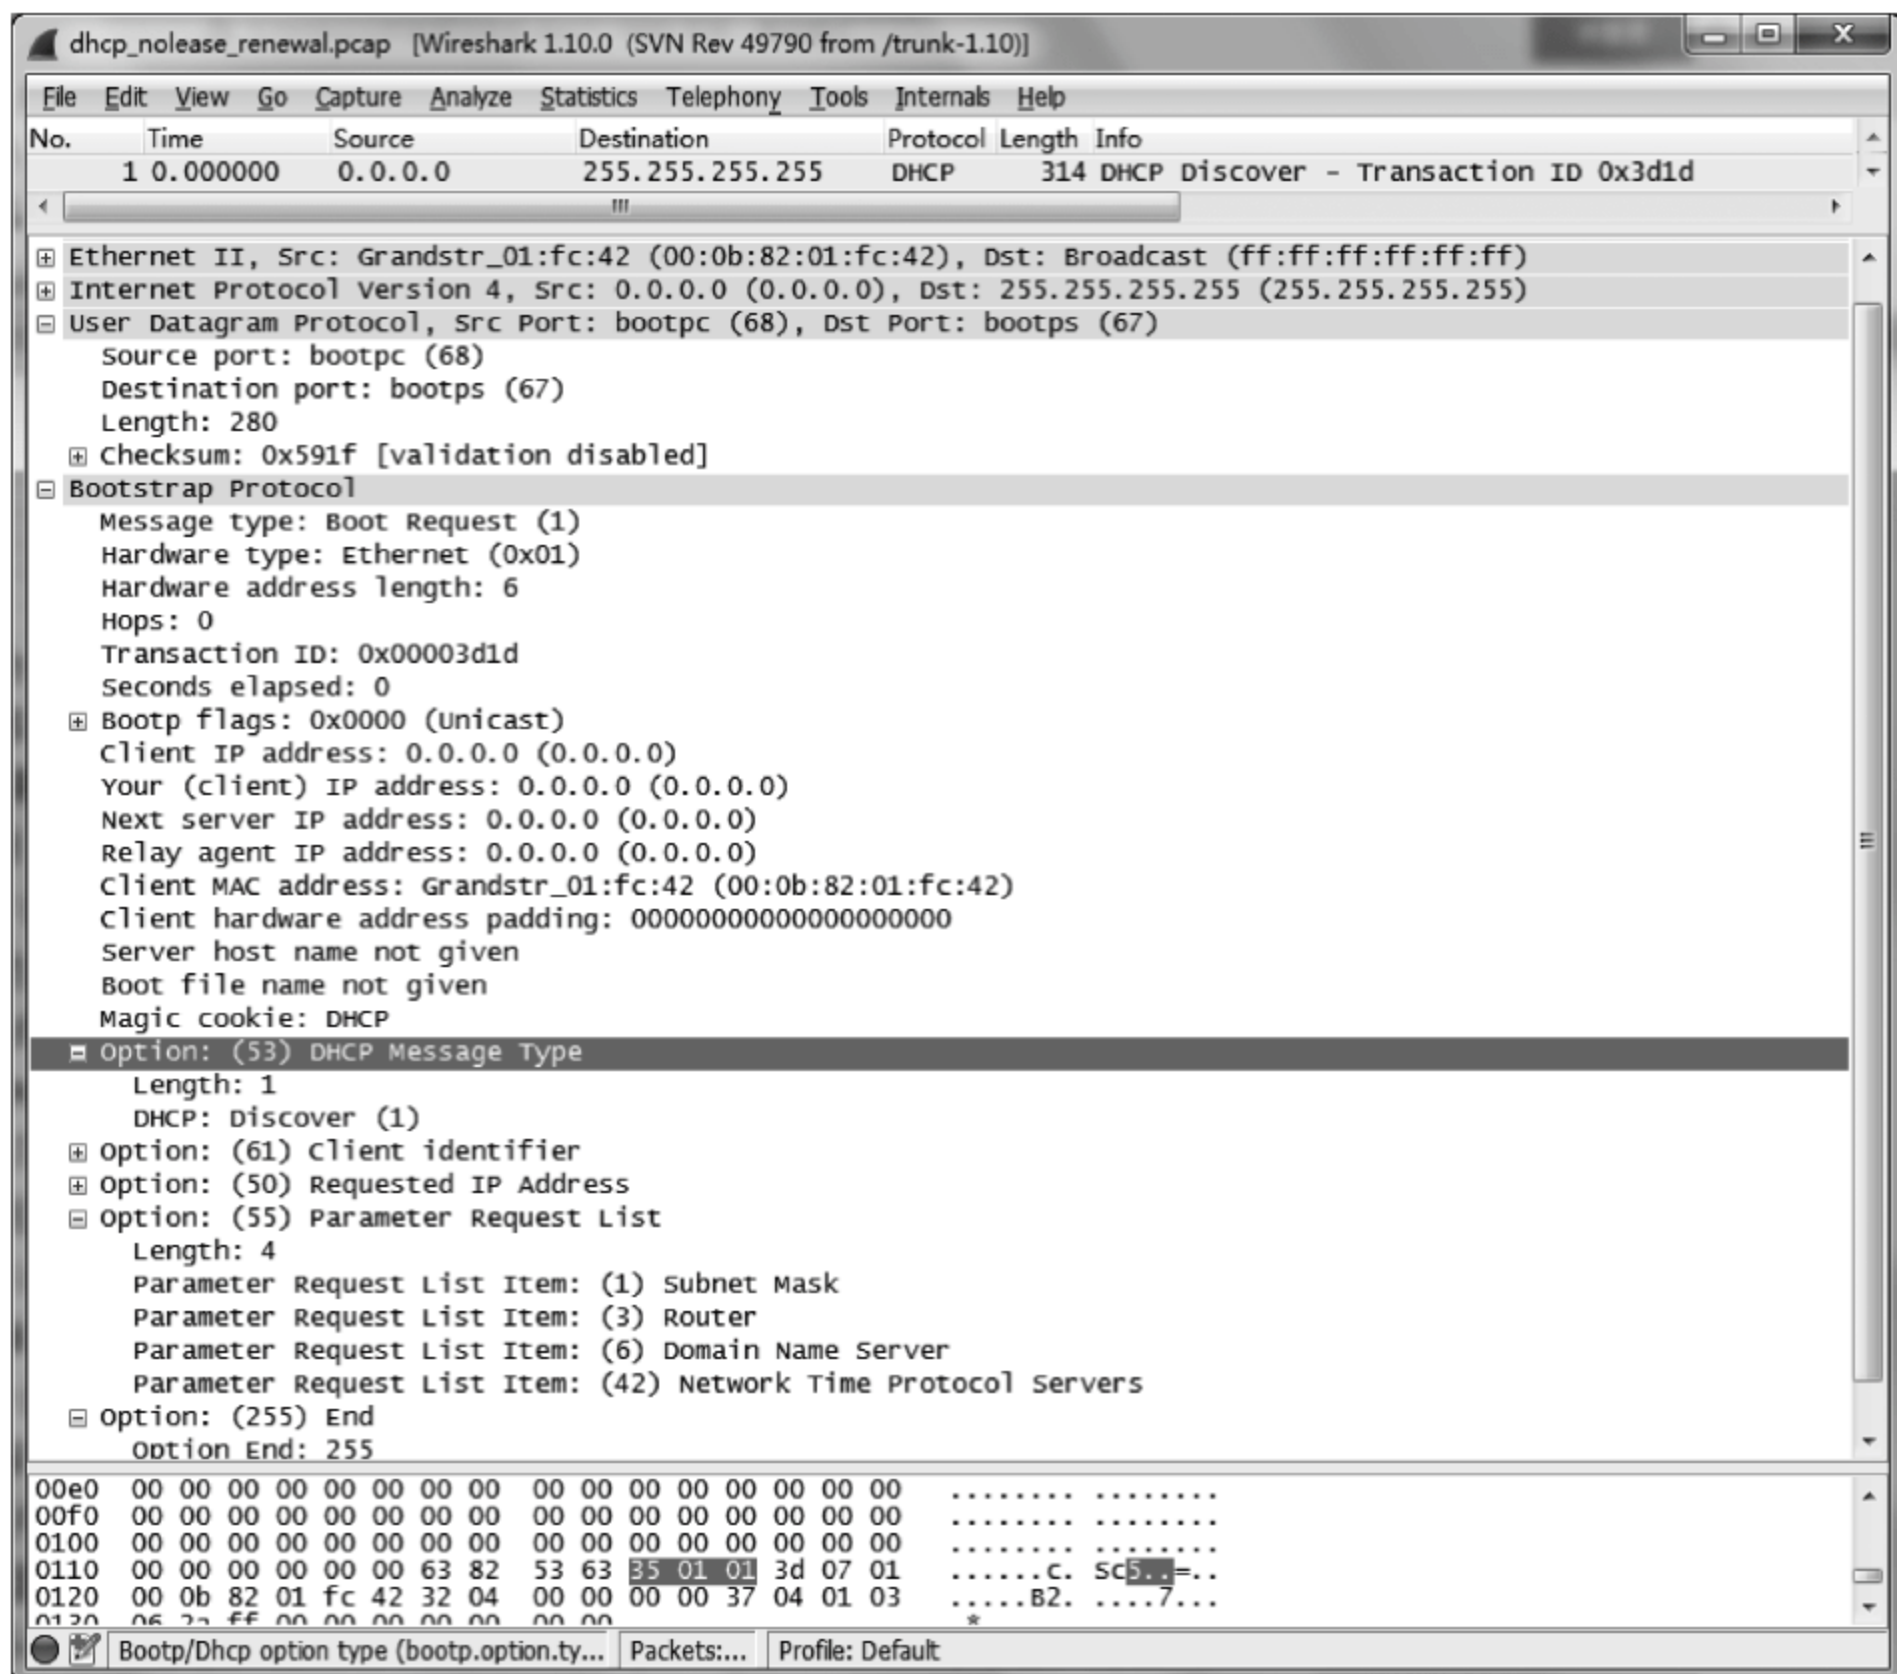 dhcp_nolease_renewal.pcap [Wireshark 1.10.0 (SVN Rev 49790 from /trunk-1.10)]
File Edit View Go Capture Analyze Statistics Telephony Tools Internals Help
No. Time Source Destination Protocol Length Info
1 0.000000 0.0.0.0 255.255.255.255 DHCP 314 DHCP Discover - Transaction ID 0x3d1d
Ethernet II, Src: Grandstr_01:fc:42 (00:0b:82:01:fc:42), Dst: Broadcast (ff:ff:ff:ff:ff:ff)
Internet Protocol Version 4, Src: 0.0.0.0 (0.0.0.0), Dst: 255.255.255.255 (255.255.255.255)
User Datagram Protocol, Src Port: bootpc (68), Dst Port: bootps (67)
Source port: bootpc (68)
Destination port: bootps (67)
Length: 280
Checksum: 0x591f [validation disabled]
Bootstrap Protocol
Message type: Boot Request (1)
Hardware type: Ethernet (0x01)
Hardware address length: 6
Hops: 0
Transaction ID: 0x00003d1d
Seconds elapsed: 0
Bootp flags: 0x0000 (Unicast)
Client IP address: 0.0.0.0 (0.0.0.0)
Your (client) IP address: 0.0.0.0 (0.0.0.0)
Next server IP address: 0.0.0.0 (0.0.0.0)
Relay agent IP address: 0.0.0.0 (0.0.0.0)
Client MAC address: Grandstr_01:fc:42 (00:0b:82:01:fc:42)
Client hardware address padding: 00000000000000000000
Server host name not given
Boot file name not given
Magic cookie: DHCP
Option: (53) DHCP Message Type
Length: 1
DHCP: Discover (1)
Option: (61) Client identifier
Option: (50) Requested IP Address
Option: (55) Parameter Request List
Length: 4
Parameter Request List Item: (1) Subnet Mask
Parameter Request List Item: (3) Router
Parameter Request List Item: (6) Domain Name Server
Parameter Request List Item: (42) Network Time Protocol Servers
Option: (255) End
Option End: 255
00e0 00 00 00 00 00 00 00 00 00 00 00 00 00 00 00 00 ........ ........
00f0 00 00 00 00 00 00 00 00 00 00 00 00 00 00 00 00 ........ ........
0100 00 00 00 00 00 00 00 00 00 00 00 00 00 00 00 00 ........ ........
0110 00 00 00 00 00 00 63 82 53 63 35 01 01 3d 07 01 ......c. Sc5..=..
0120 00 0b 82 01 fc 42 32 04 00 00 00 00 37 04 01 03 .....B2. ....7...
0130 06 2a ff 00 00 00 00 00 00 00 .*
Bootp/Dhcp option type (bootp.option.ty... Packets:... Profile: Default